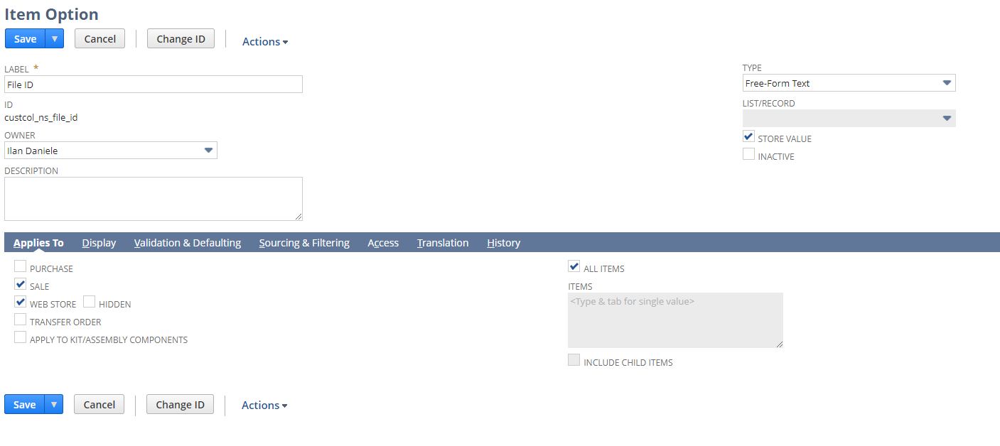 Item Option
Save
Cancel
Change ID
Actions
LABEL *
File ID
ID
custcol_ns_file_id
OWNER
Ilan Daniele
DESCRIPTION
TYPE
Free-Form Text
LIST/RECORD
STORE VALUE
INACTIVE
Applies To Display Validation & Defaulting Sourcing & Filtering Access Translation History
PURCHASE
SALE
WEB STORE HIDDEN
TRANSFER ORDER
APPLY TO KIT/ASSEMBLY COMPONENTS
ALL ITEMS
ITEMS
<Type & tab for single value>
INCLUDE CHILD ITEMS
Save
Cancel
Change ID
Actions